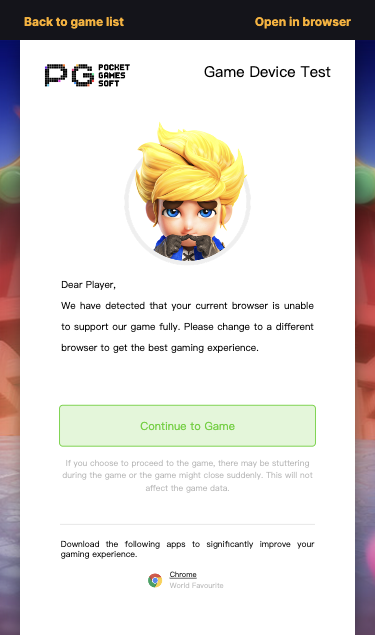 Back to game list
Open in browser
PG POCKET GAMES SOFT
Game Device Test
Dear Player,
We have detected that your current browser is unable
to support our game fully. Please change to a different
browser to get the best gaming experience.
Continue to Game
If you choose to proceed to the game, there may be stuttering
during the game or the game might close suddenly. This will not
affect the game data.
Download the following apps to significantly improve your
gaming experience.
Chrome
World Favourite